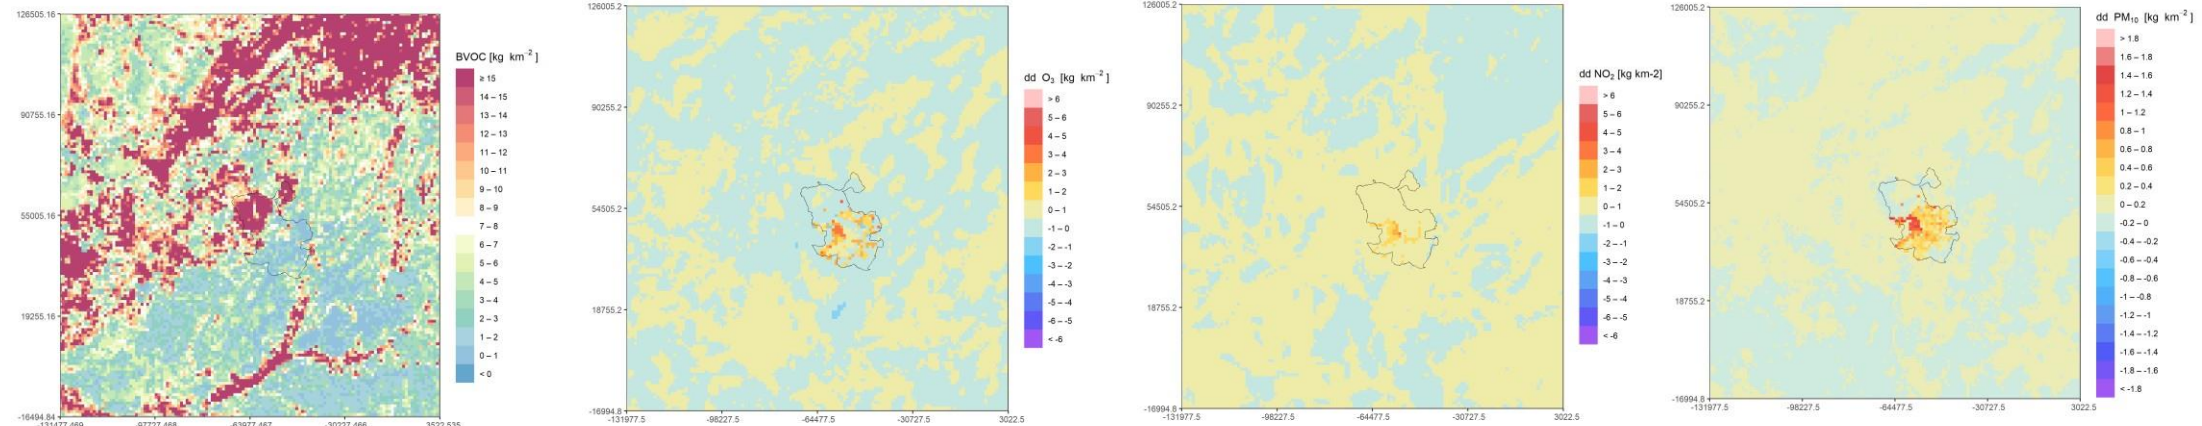 126505.16
90755.16
55005.16
19255.16
-16494.84
-131477.469
-97727.468
-63977.467
-30227.466
3522.535
BVOC [kg km⁻² ]
≥ 15
14 – 15
13 – 14
12 – 13
11 – 12
10 – 11
9 – 10
8 – 9
7 – 8
6 – 7
5 – 6
4 – 5
3 – 4
2 – 3
1 – 2
0 – 1
< 0
126005.2
90255.2
54505.2
18755.2
-16994.8
-131977.5
-98227.5
-64477.5
-30727.5
3022.5
dd O₃ [kg km⁻² ]
> 6
5 – 6
4 – 5
3 – 4
2 – 3
1 – 2
0 – 1
-1 – 0
-2 – -1
-3 – -2
-4 – -3
-5 – -4
-6 – -5
< -6
126005.2
90255.2
54505.2
18755.2
-16994.8
-131977.5
-98227.5
-64477.5
-30727.5
3022.5
dd NO₂ [kg km-2]
> 6
5 – 6
4 – 5
3 – 4
2 – 3
1 – 2
0 – 1
-1 – 0
-2 – -1
-3 – -2
-4 – -3
-5 – -4
-6 – -5
< -6
126005.2
90255.2
54505.2
18755.2
-16994.8
-131977.5
-98227.5
-64477.5
-30727.5
3022.5
dd PM₁₀ [kg km⁻² ]
> 1.8
1.6 – 1.8
1.4 – 1.6
1.2 – 1.4
1 – 1.2
0.8 – 1
0.6 – 0.8
0.4 – 0.6
0.2 – 0.4
0 – 0.2
-0.2 – 0
-0.4 – -0.2
-0.6 – -0.4
-0.8 – -0.6
-1 – -0.8
-1.2 – -1
-1.4 – -1.2
-1.6 – -1.4
-1.8 – -1.6
< -1.8